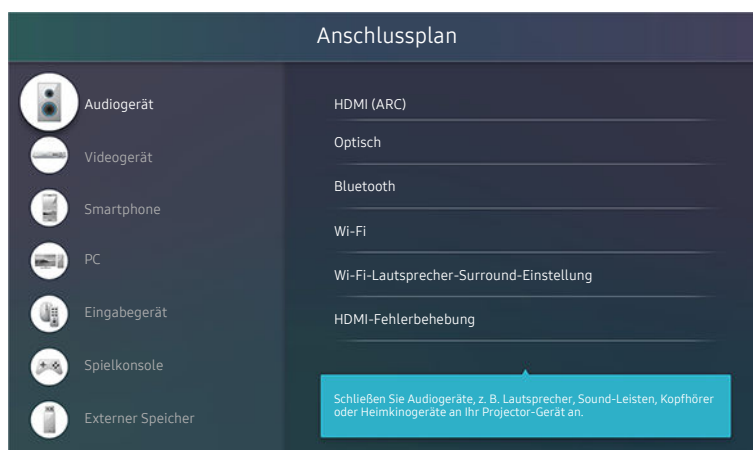 Anschlussplan
Audiogerät
Videogerät
Smartphone
PC
Eingabegerät
Spielkonsole
Externer Speicher
HDMI (ARC)
Optisch
Bluetooth
Wi-Fi
Wi-Fi-Lautsprecher-Surround-Einstellung
HDMI-Fehlerbehebung
Schließen Sie Audiogeräte, z. B. Lautsprecher, Sound-Leisten, Kopfhörer
oder Heimkinogeräte an Ihr Projector-Gerät an.